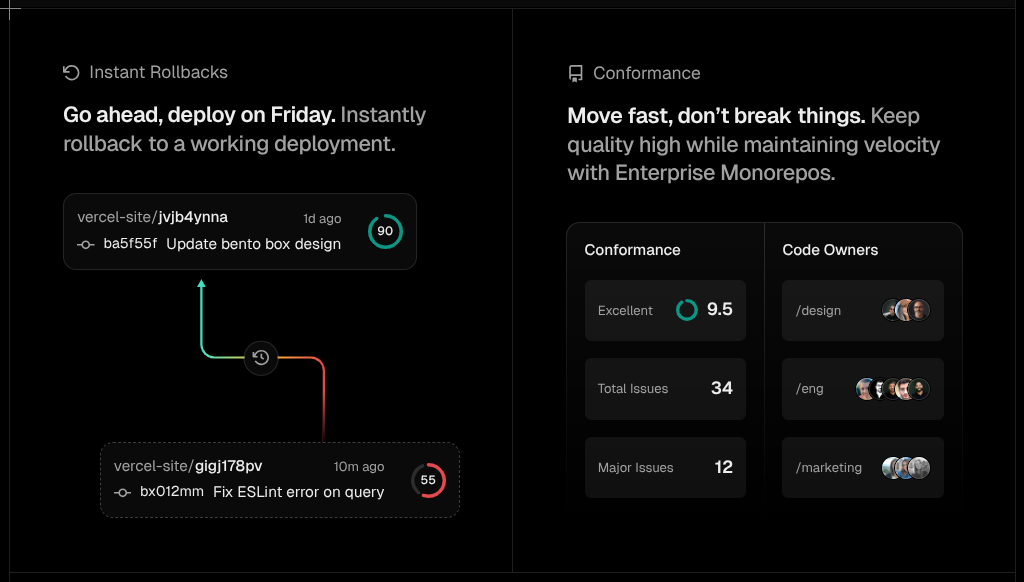 Instant Rollbacks
Go ahead, deploy on Friday. Instantly
rollback to a working deployment.
vercel-site/jvjb4ynna
1d ago
90
ba5f55f Update bento box design
vercel-site/gigj178pv
10m ago
55
bx012mm Fix ESLint error on query
Conformance
Move fast, don’t break things. Keep
quality high while maintaining velocity
with Enterprise Monorepos.
Conformance
Excellent
9.5
Total Issues
34
Major Issues
12
Code Owners
/design
/eng
/marketing